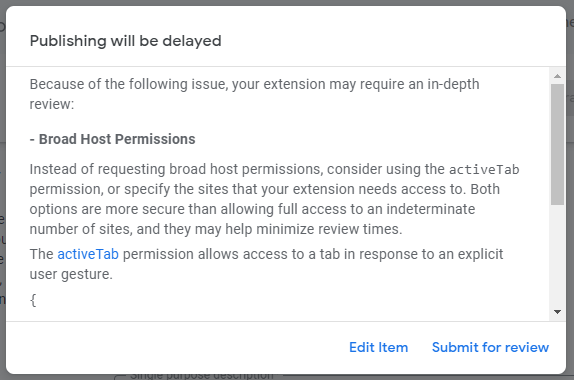 Publishing will be delayed
Because of the following issue, your extension may require an in-depth
review:
- Broad Host Permissions
Instead of requesting broad host permissions, consider using the activeTab
permission, or specify the sites that your extension needs access to. Both
options are more secure than allowing full access to an indeterminate
number of sites, and they may help minimize review times.
The activeTab permission allows access to a tab in response to an explicit
user gesture.
{
Edit Item
Submit for review
Single purpose description